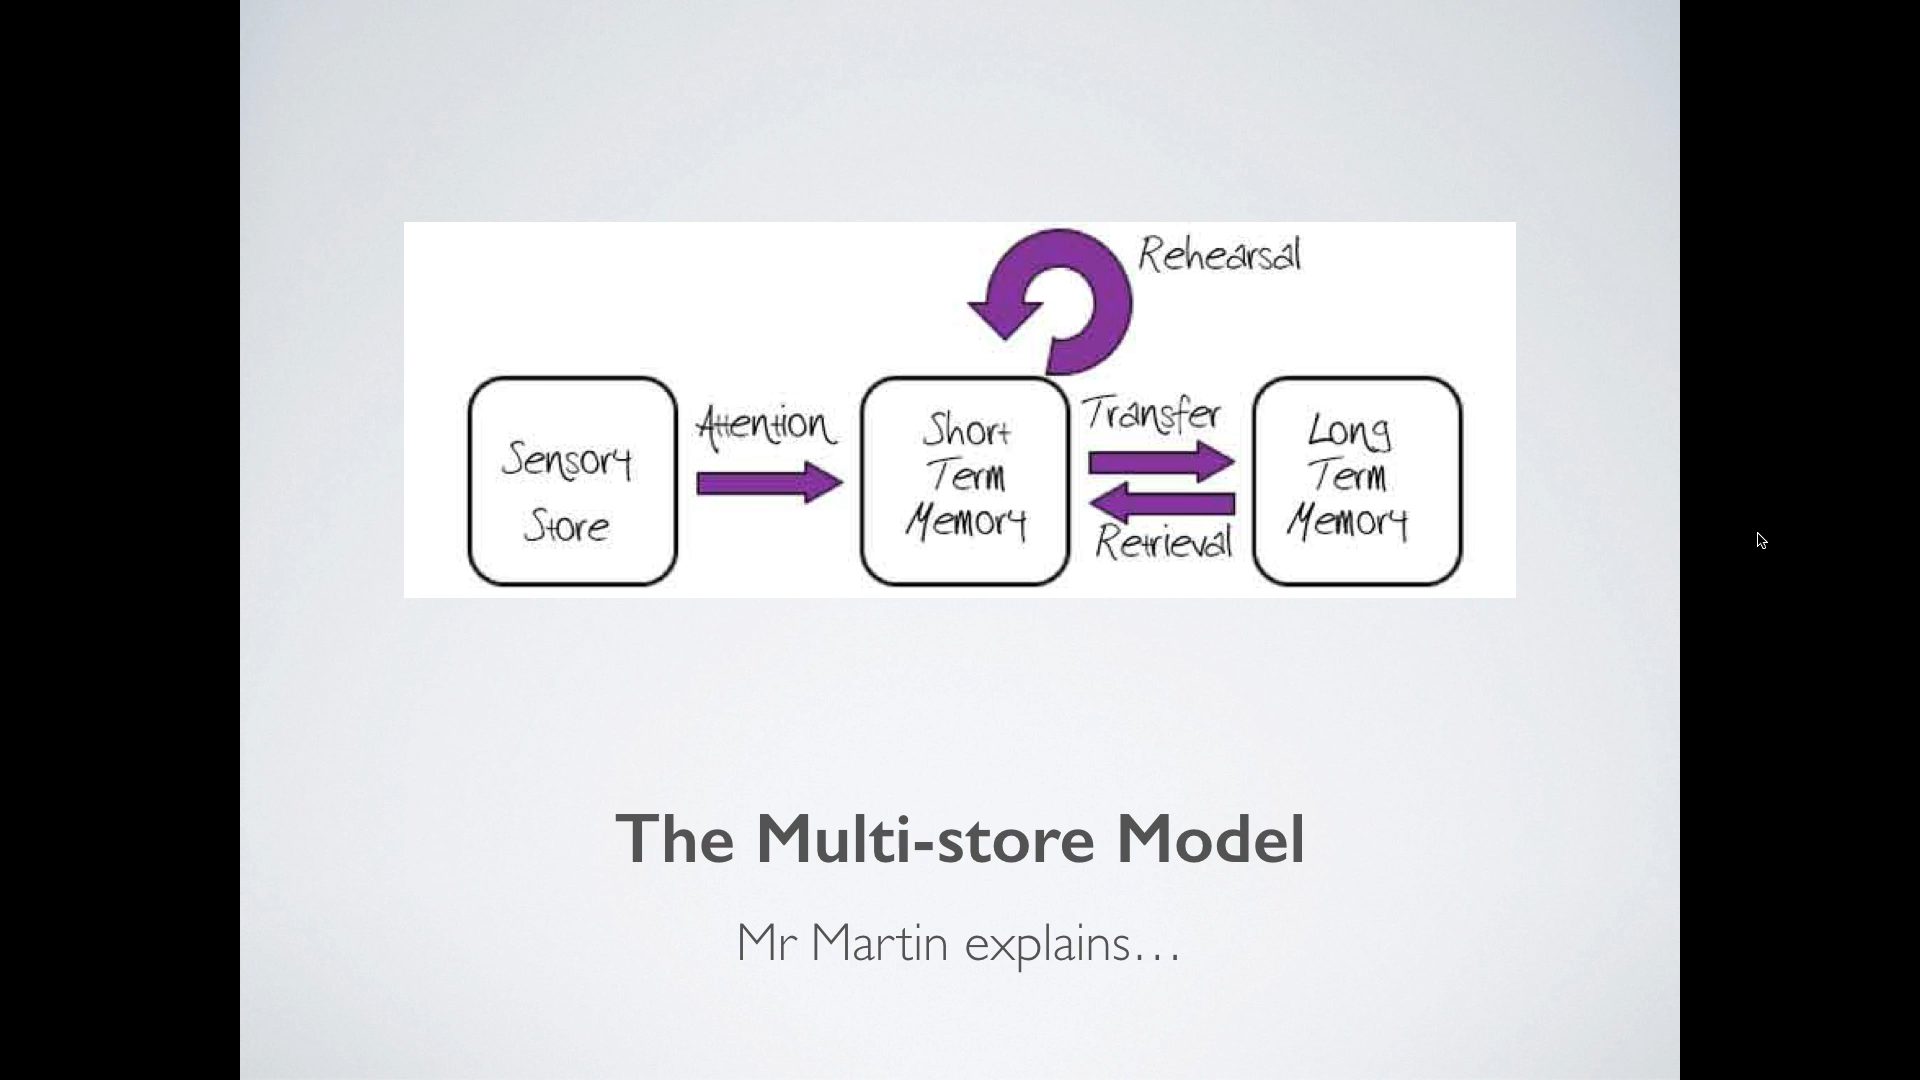 Rehearsal
Attention
Sensory
Store
Short
Term
Memory
Transfer
Retrieval
Long
Term
Memory
The Multi-store Model
Mr Martin explains…